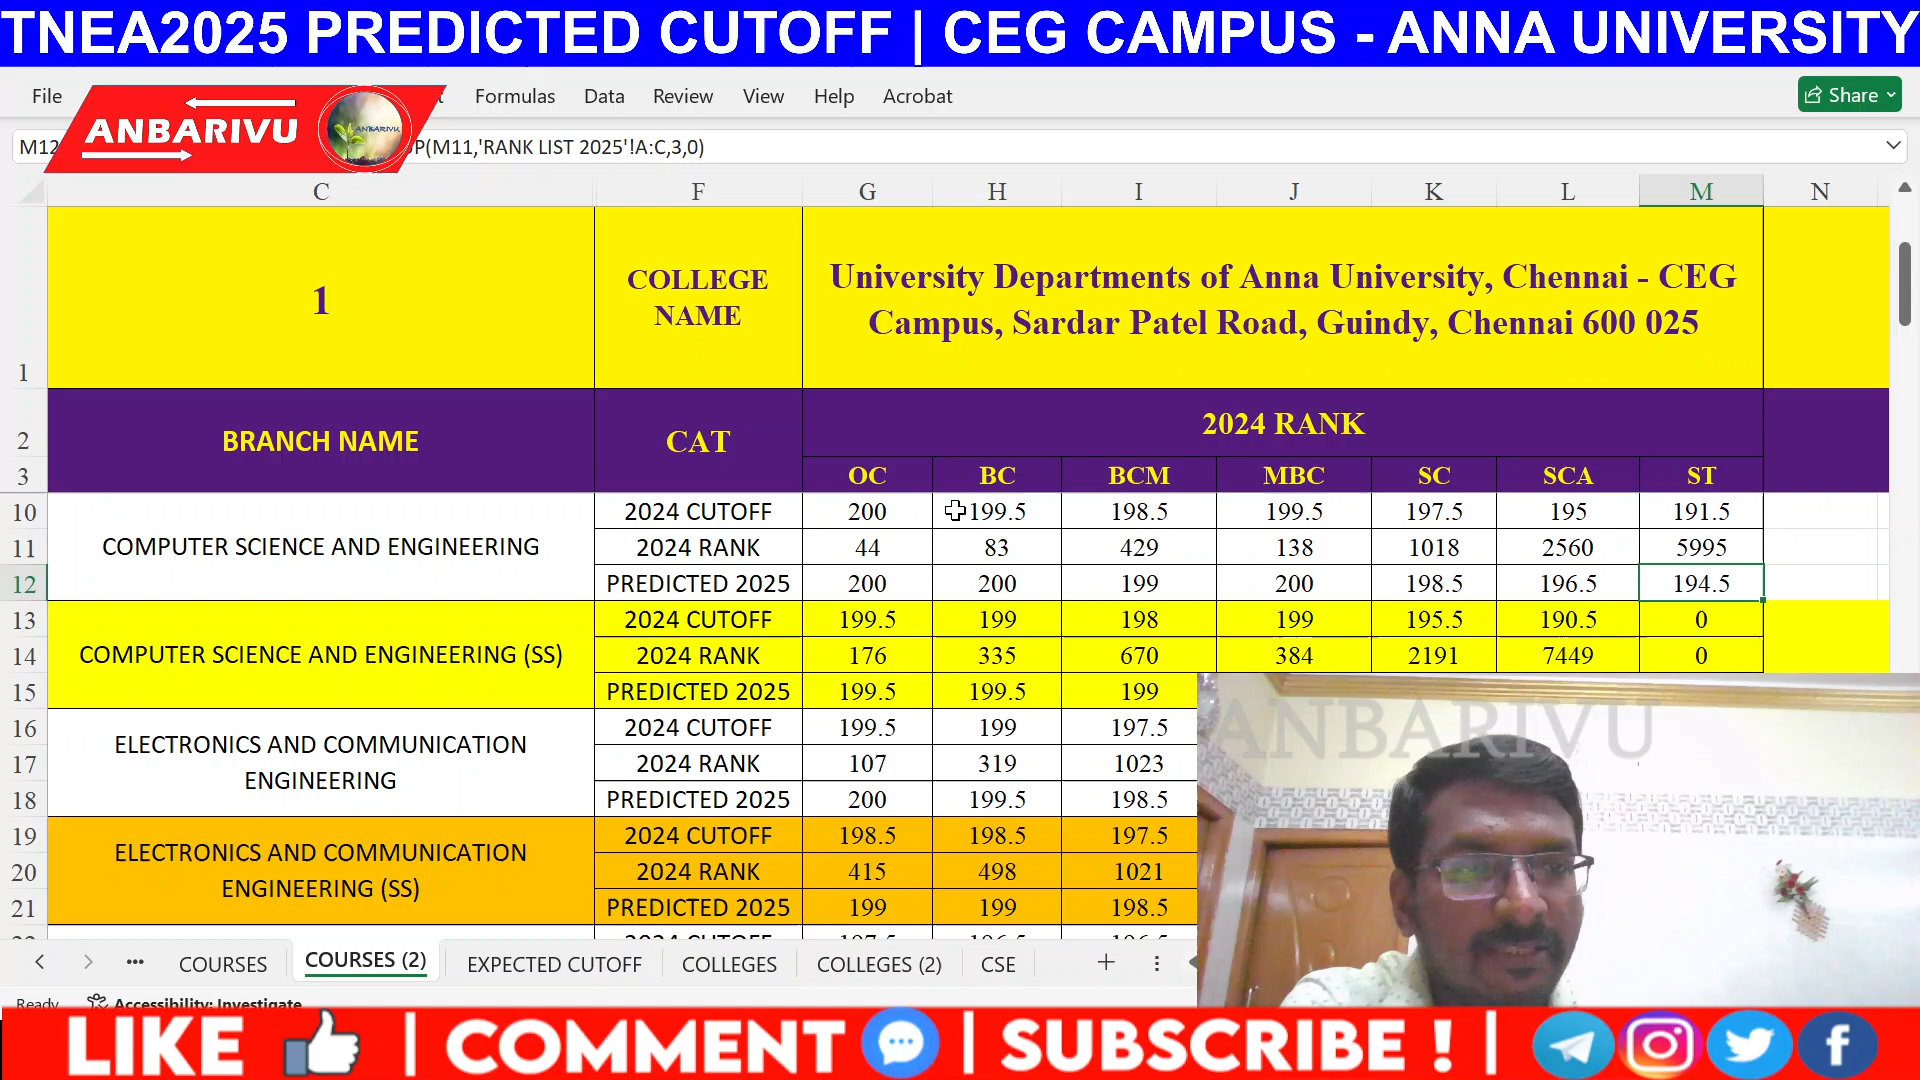 TNEA2025 PREDICTED CUTOFF | CEG CAMPUS - ANNA UNIVERSITY
File Formulas Data Review View Help Acrobat Share
ANBARIVU
ANBARIVU
M12 P(M11,'RANK LIST 2025'!A:C,3,0)
C F G H I J K L M N
1 1 COLLEGE NAME University Departments of Anna University, Chennai - CEG
Campus, Sardar Patel Road, Guindy, Chennai 600 025
2 BRANCH NAME CAT 2024 RANK
3 OC BC BCM MBC SC SCA ST
10 2024 CUTOFF 200 199.5 198.5 199.5 197.5 195 191.5
11 COMPUTER SCIENCE AND ENGINEERING 2024 RANK 44 83 429 138 1018 2560 5995
12 PREDICTED 2025 200 200 199 200 198.5 196.5 194.5
13 2024 CUTOFF 199.5 199 198 199 195.5 190.5 0
14 COMPUTER SCIENCE AND ENGINEERING (SS) 2024 RANK 176 335 670 384 2191 7449 0
15 PREDICTED 2025 199.5 199.5 199
16 ELECTRONICS AND COMMUNICATION 2024 CUTOFF 199.5 199 197.5
17 ENGINEERING 2024 RANK 107 319 1023
18 PREDICTED 2025 200 199.5 198.5
19 ELECTRONICS AND COMMUNICATION 2024 CUTOFF 198.5 198.5 197.5
20 ENGINEERING (SS) 2024 RANK 415 498 1021
21 PREDICTED 2025 199 199 198.5
ANBARIVU
COURSES COURSES (2) EXPECTED CUTOFF COLLEGES COLLEGES (2) CSE
Ready Accessibility: Investigate
LIKE | COMMENT | SUBSCRIBE ! |